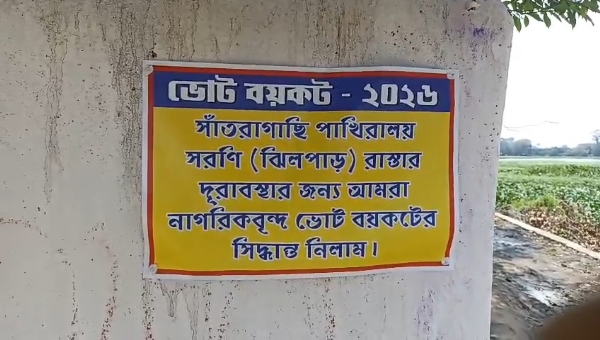 ভোট বয়কট - ২০২৬
সাঁতরাগাছি পাখিরালয়
সরণি (ঝিলপাড়) রাস্তার
দূরাবস্থার জন্য আমরা
নাগরিকবৃন্দ ভোট বয়কটের
সিদ্ধান্ত নিলাম।